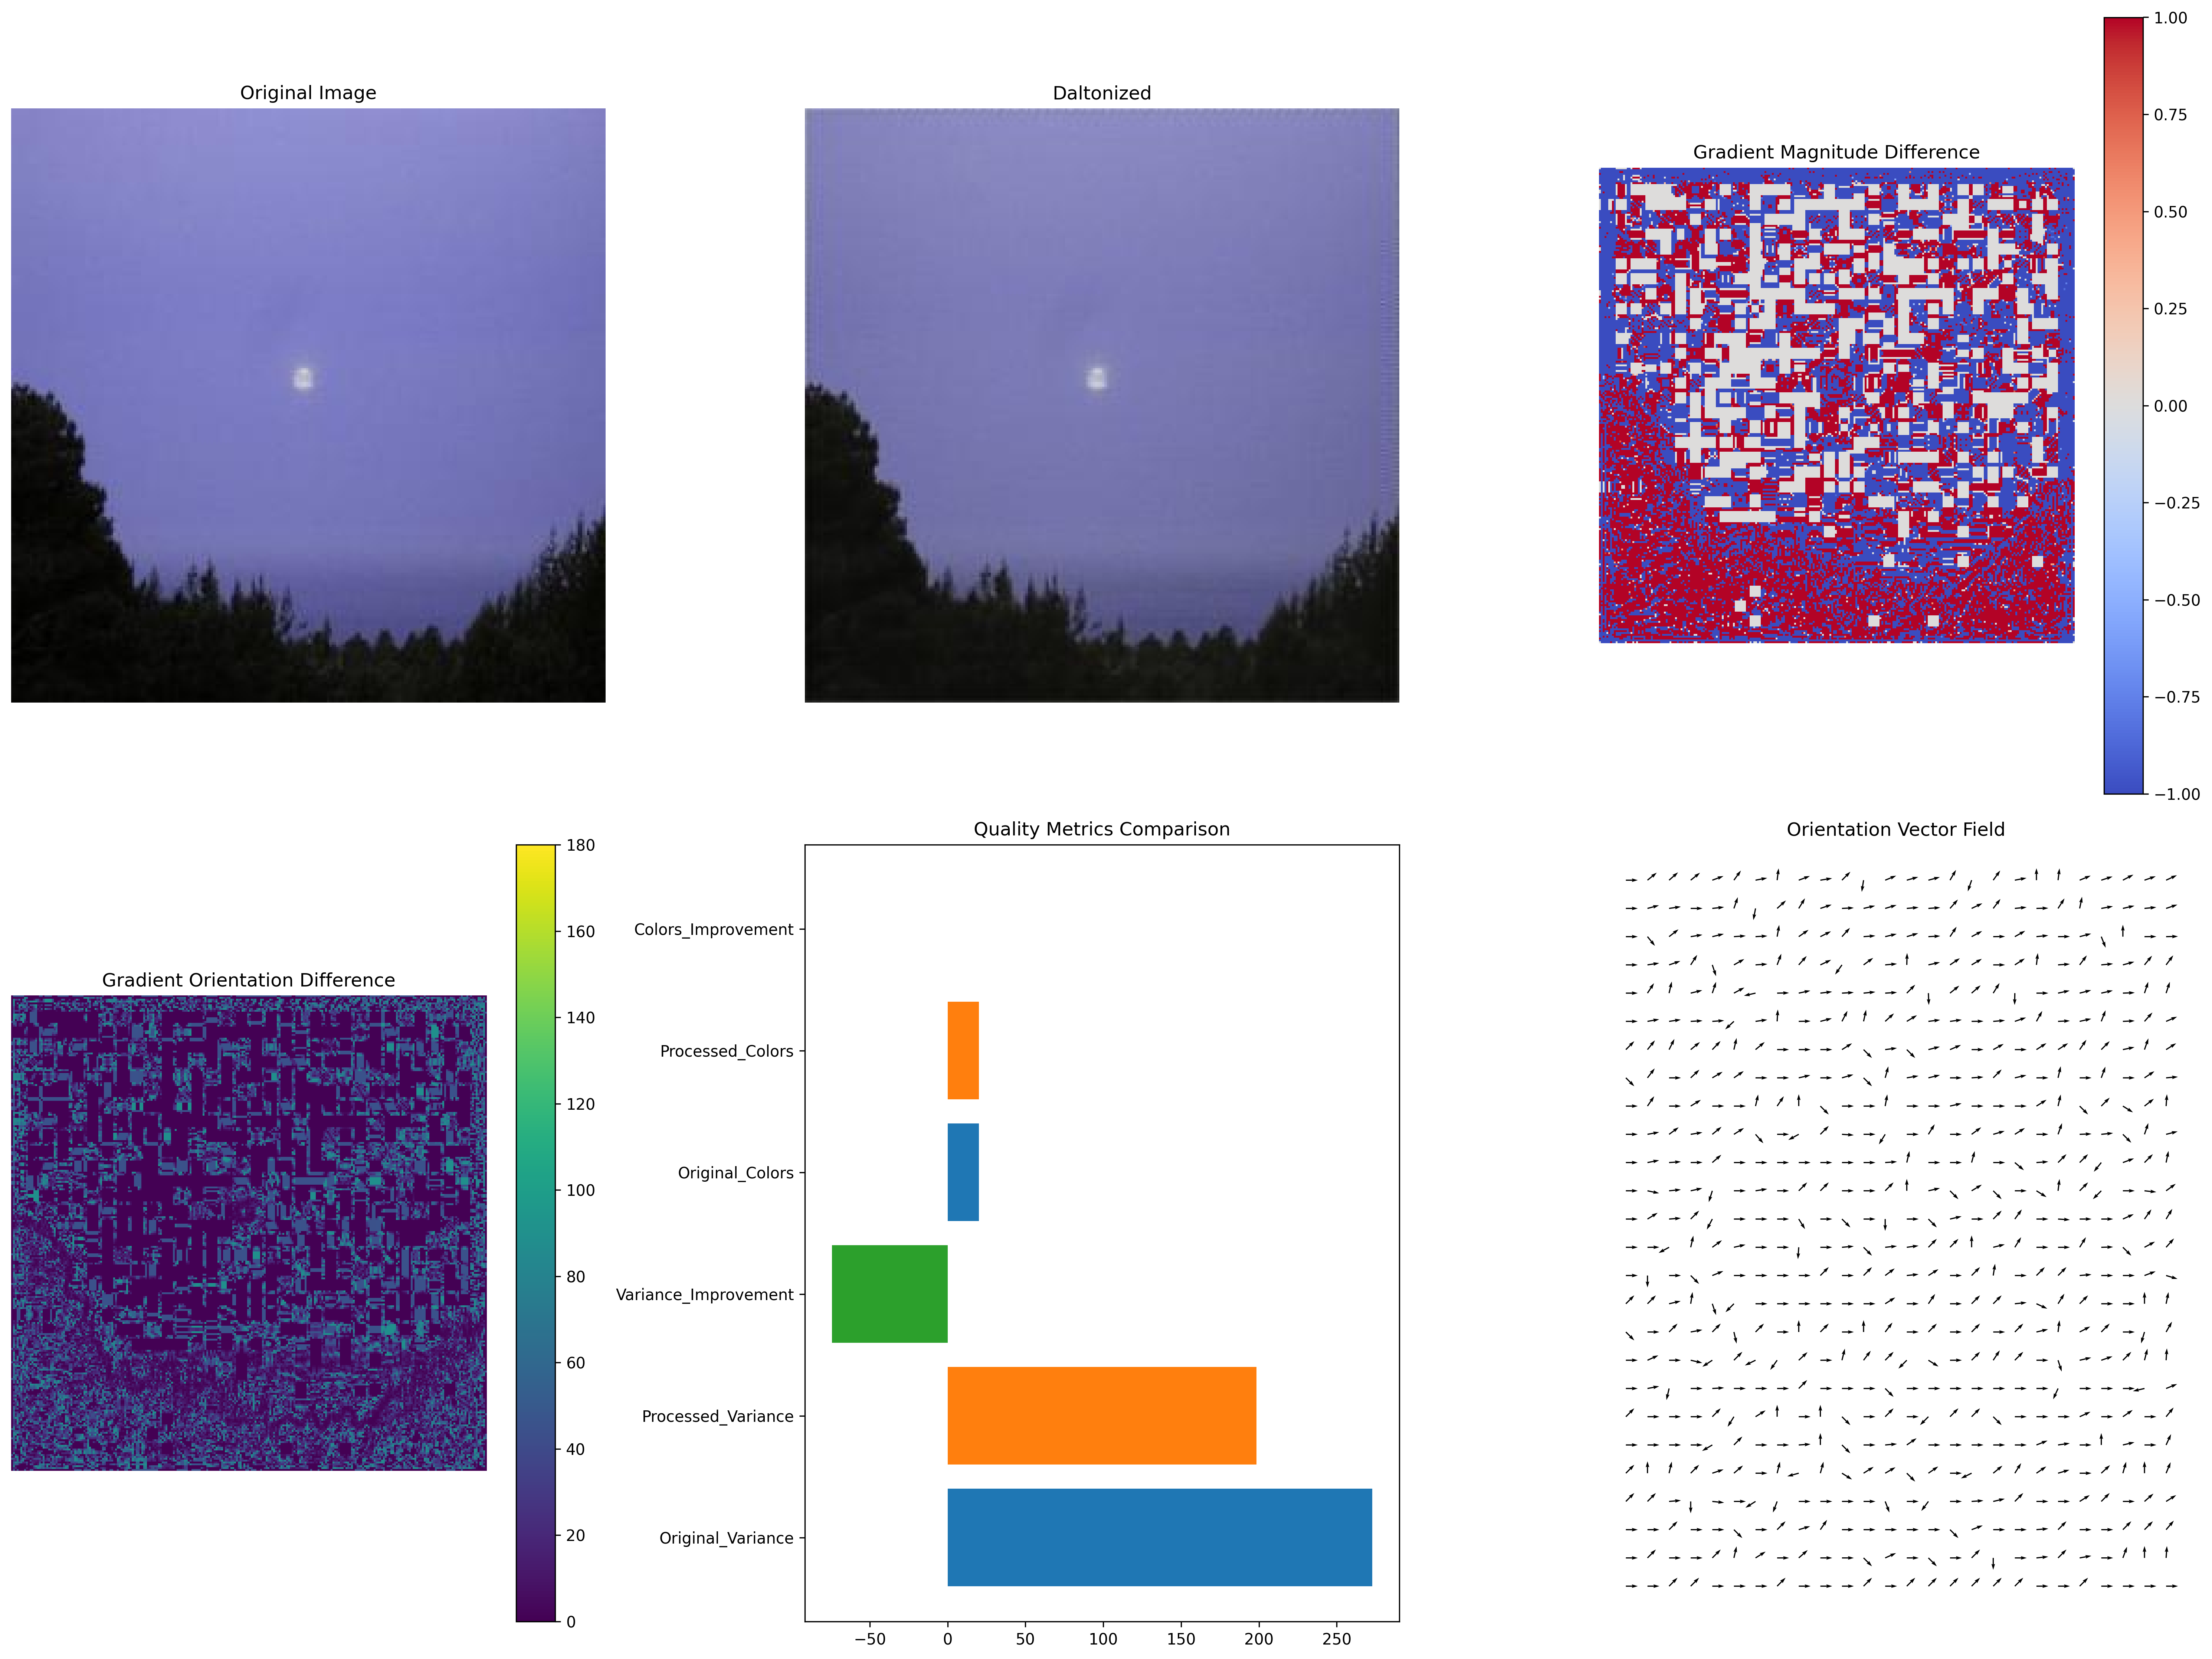 Original Image
Daltonized
Gradient Magnitude Difference
1.00
0.75
0.50
0.25
0.00
−0.25
−0.50
−0.75
−1.00
Gradient Orientation Difference
180
160
140
120
100
80
60
40
20
0
Quality Metrics Comparison
Colors_Improvement
Processed_Colors
Original_Colors
Variance_Improvement
Processed_Variance
Original_Variance
−50 0 50 100 150 200 250
Orientation Vector Field